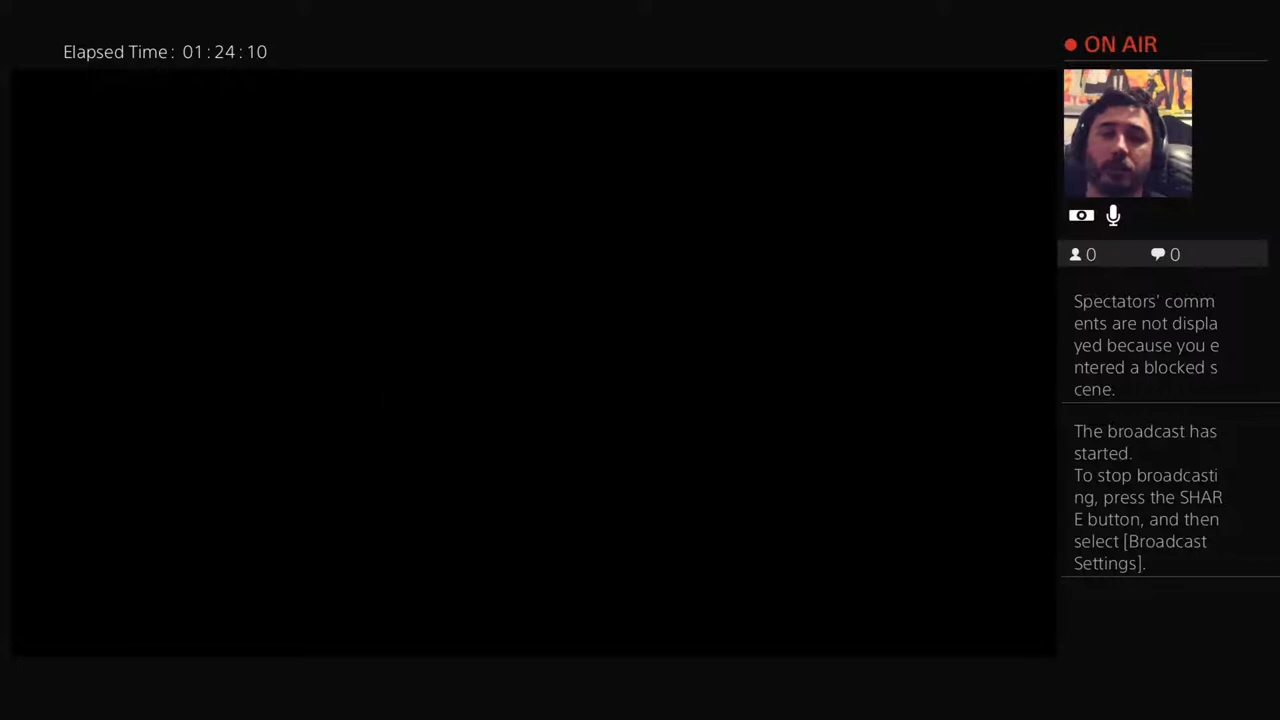 Elapsed Time: 01:24:10
ON AIR
0 0
Spectators' comm
ents are not displa
yed because you e
ntered a blocked s
cene.
The broadcast has
started.
To stop broadcasti
ng, press the SHAR
E button, and then
select [Broadcast
Settings].